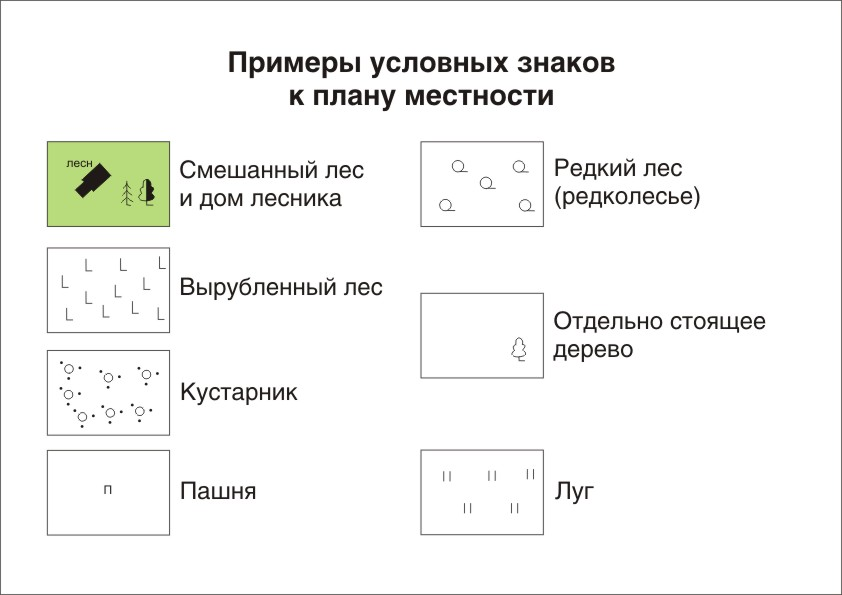 Примеры условных знаков
к плану местности
лесн
Смешанный лес
и дом лесника
Редкий лес
(редколесье)
Вырубленный лес
Отдельно стоящее
дерево
Кустарник
п
Пашня
Луг